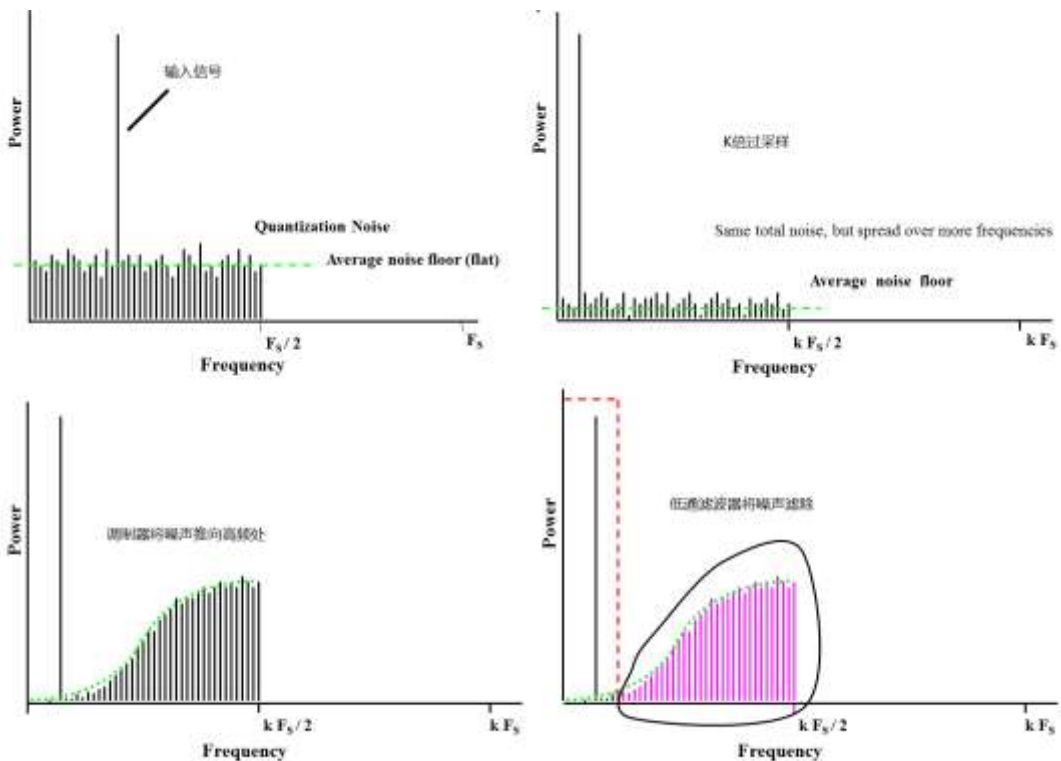 Power
输入信号
Quantization Noise
Average noise floor (flat)
Fs / 2
Fs
Frequency
Power
K倍过采样
Same total noise, but spread over more frequencies
Average noise floor
k Fs / 2
k Fs
Frequency
Power
调制器将噪声推向高频处
k Fs / 2
k Fs
Frequency
Power
低通滤波器将噪声滤除
k Fs / 2
k Fs
Frequency